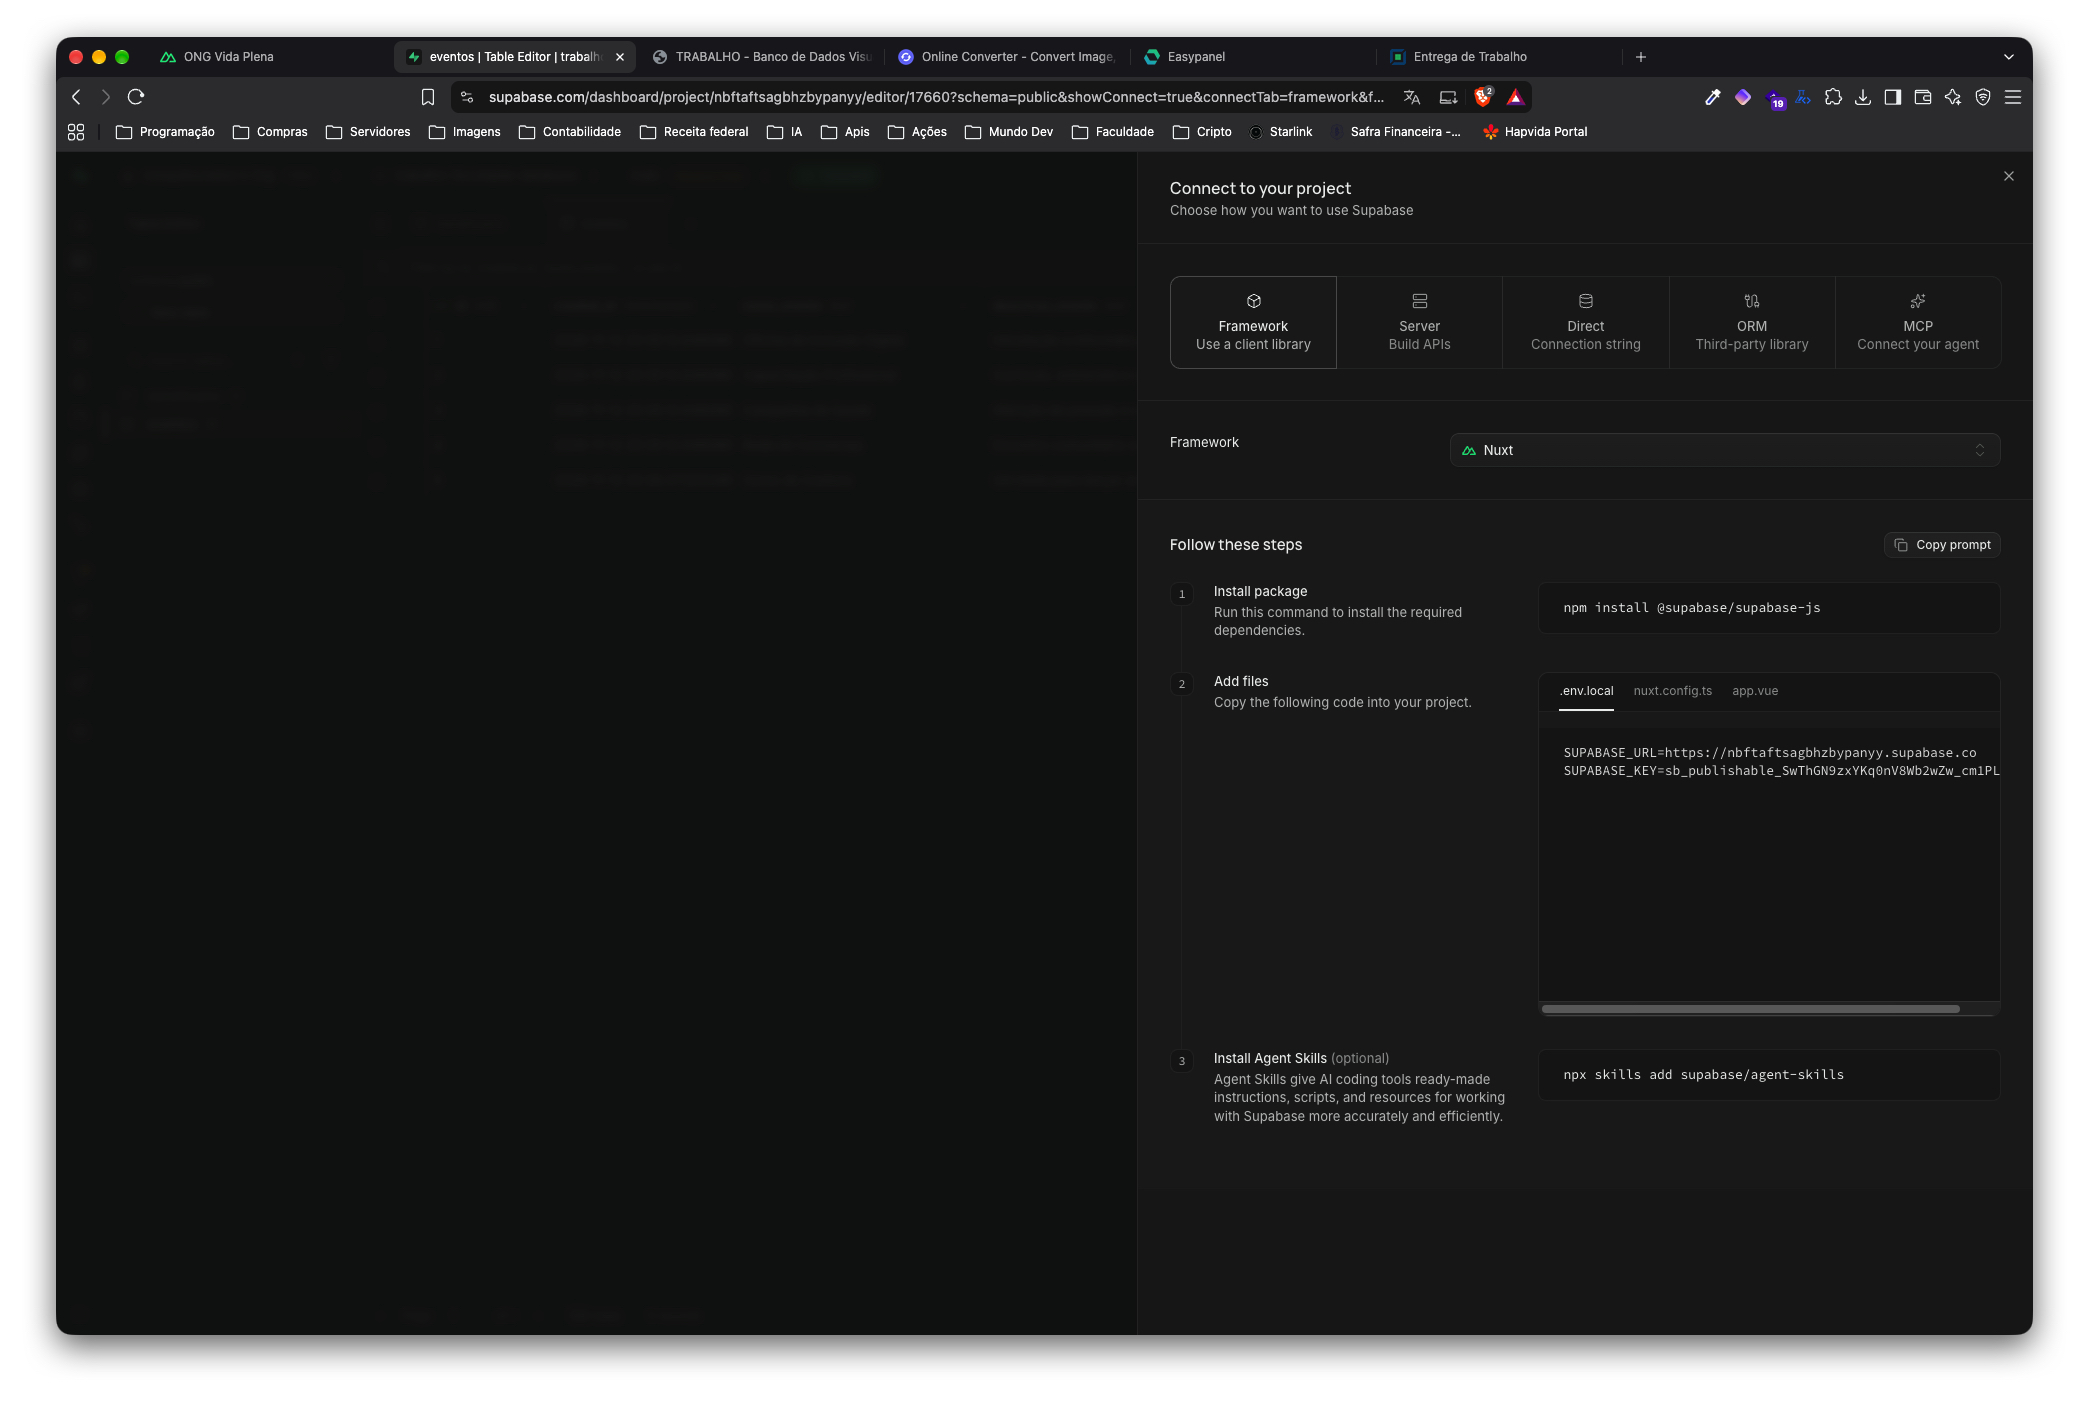 ONG Vida Plena
eventos | Table Editor | trabalh
TRABALHO - Banco de Dados Visu
Online Converter - Convert Image,
Easypanel
Entrega de Trabalho
supabase.com/dashboard/project/nbftaftsagbhzbypanyy/editor/17660?schema=public&showConnect=true&connectTab=framework&f...
2
19
Programação
Compras
Servidores
Imagens
Contabilidade
Receita federal
IA
Apis
Ações
Mundo Dev
Faculdade
Cripto
Starlink
Safra Financeira -...
Hapvida Portal
Connect to your project
Choose how you want to use Supabase
Framework
Use a client library
Server
Build APIs
Direct
Connection string
ORM
Third-party library
MCP
Connect your agent
Framework
Nuxt
Follow these steps
Copy prompt
1
Install package
Run this command to install the required
dependencies.
npm install @supabase/supabase-js
2
Add files
Copy the following code into your project.
.env.local
nuxt.config.ts
app.vue
SUPABASE_URL=https://nbftaftsagbhzbypanyy.supabase.co
SUPABASE_KEY=sb_publishable_SwThGN9zxYKq0nV8Wb2wZw_cm1PL
3
Install Agent Skills (optional)
Agent Skills give AI coding tools ready-made
instructions, scripts, and resources for working
with Supabase more accurately and efficiently.
npx skills add supabase/agent-skills